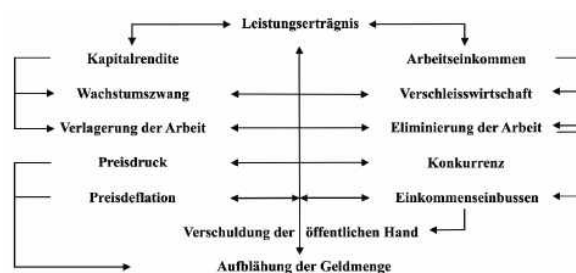 Leistungserträgnis
Kapitalrendite Arbeitseinkommen
Wachstumszwang Verschleisswirtschaft
Verlagerung der Arbeit Eliminierung der Arbeit
Preisdruck Konkurrenz
Preisdeflation Einkommenseinbussen
Verschuldung der öffentlichen Hand
Aufblähung der Geldmenge